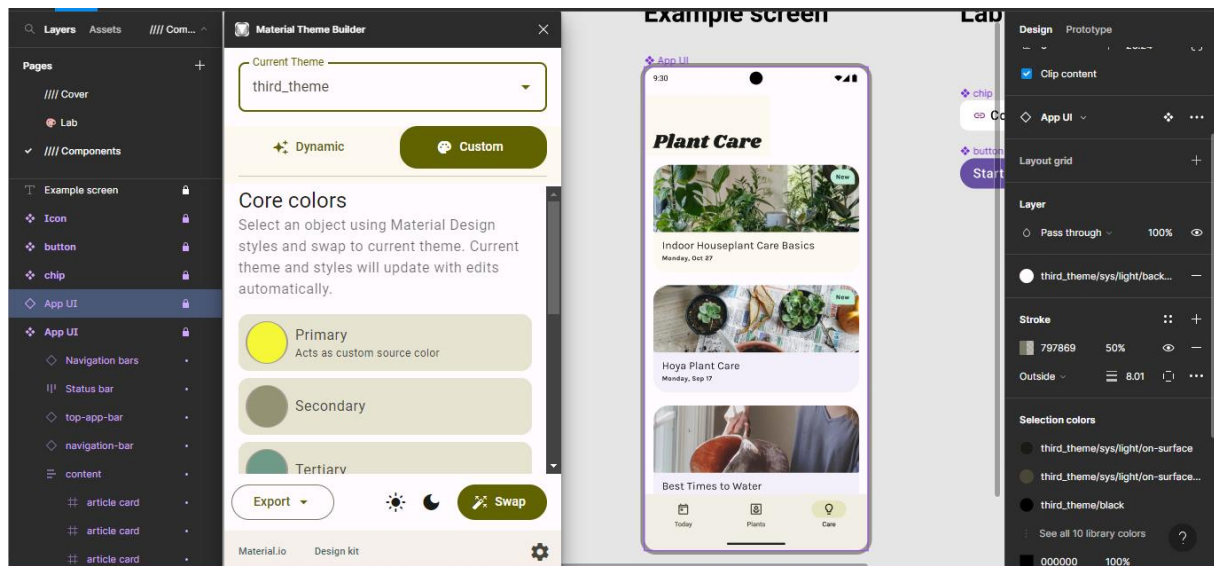 Layers Assets //// Com...
Pages
//// Cover
Lab
//// Components
Example screen
Icon
button
chip
App UI
App UI
Navigation bars
Status bar
top-app-bar
navigation-bar
content
article card
article card
article card
Material Theme Builder
Current Theme
third_theme
Dynamic
Custom
Core colors
Select an object using Material Design
styles and swap to current theme. Current
theme and styles will update with edits
automatically.
Primary
Acts as custom source color
Secondary
Tertiary
Export
Swap
Material.io Design kit
Example screen
App UI
9:30
Plant Care
New
Indoor Houseplant Care Basics
Monday, Oct 27
New
Hoya Plant Care
Monday, Sep 17
Best Times to Water
Today Plants Care
Lab
chip
Co
button
Start
Design Prototype
Clip content
App UI
Layout grid
Layer
Pass through 100%
third_theme/sys/light/back...
Stroke
797869 50%
Outside 8.01
Selection colors
third_theme/sys/light/on-surface
third_theme/sys/light/on-surface...
third_theme/black
See all 10 library colors
?
000000 100%